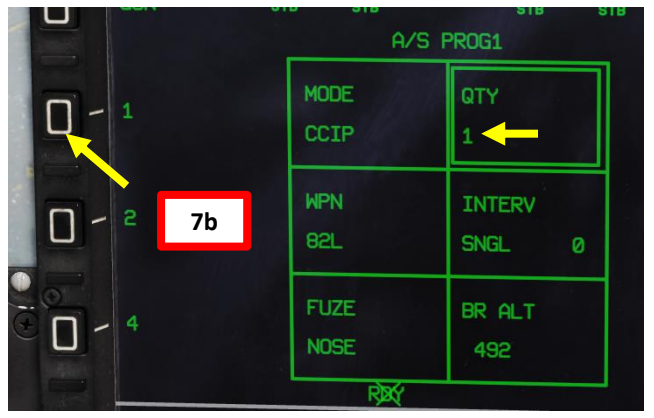 A/S PROG1
MODE
CCIP
QTY
1
WPN
82L
INTERV
SNGL 0
FUZE
NOSE
BR ALT
492
RDY
1
2
4
7b